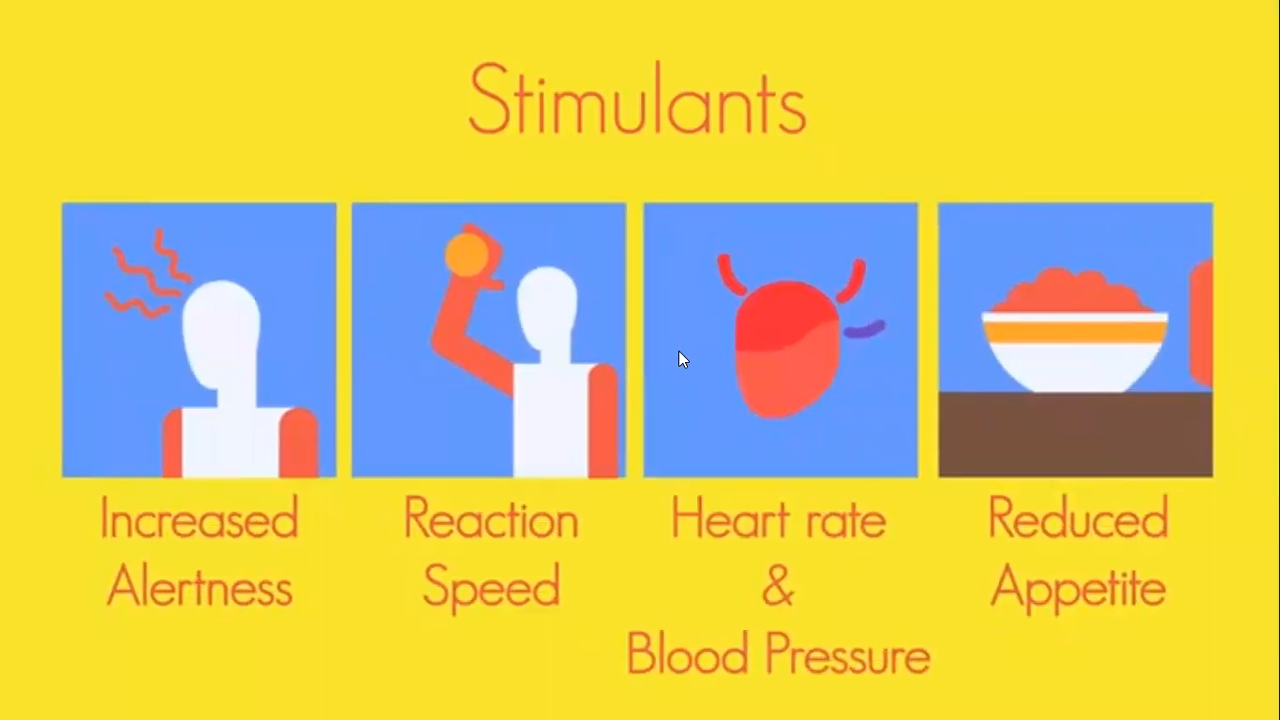 Stimulants
Increased
Alertness
Reaction
Speed
Heart rate
&
Blood Pressure
Reduced
Appetite